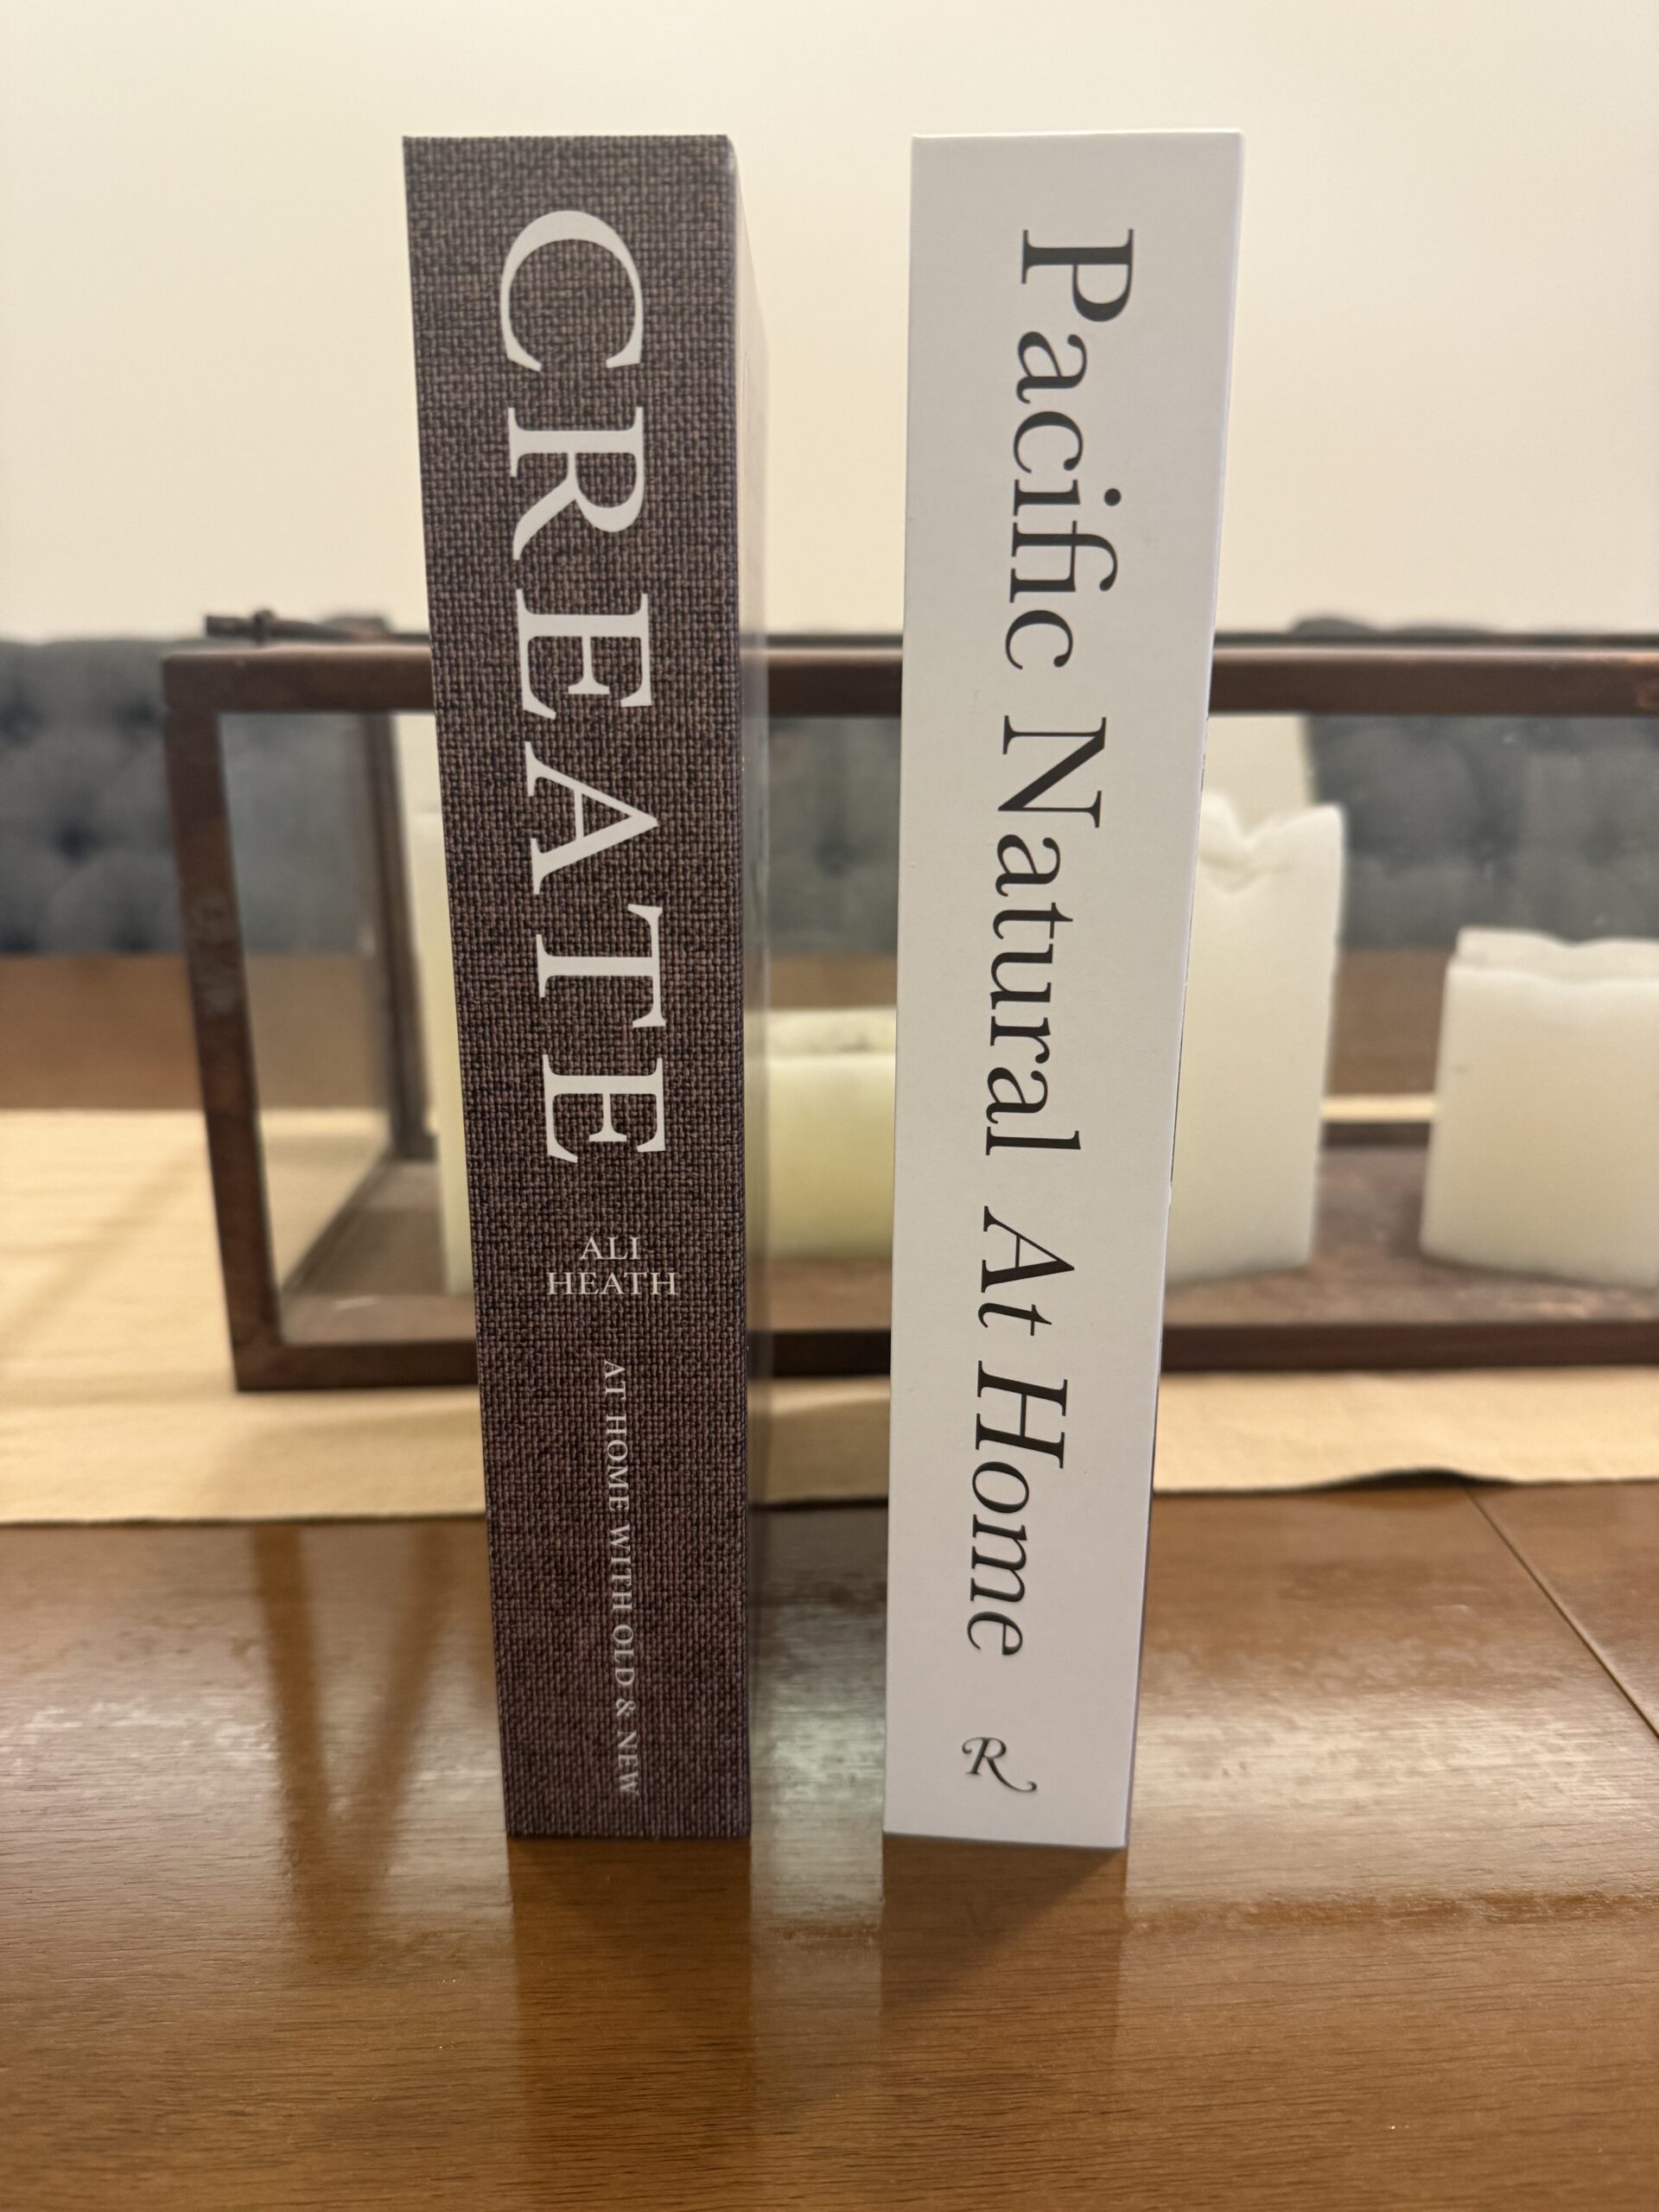 CREATE
ALI
HEATH
AT HOME WITH OLD & NEW
Pacific Natural At Home
R